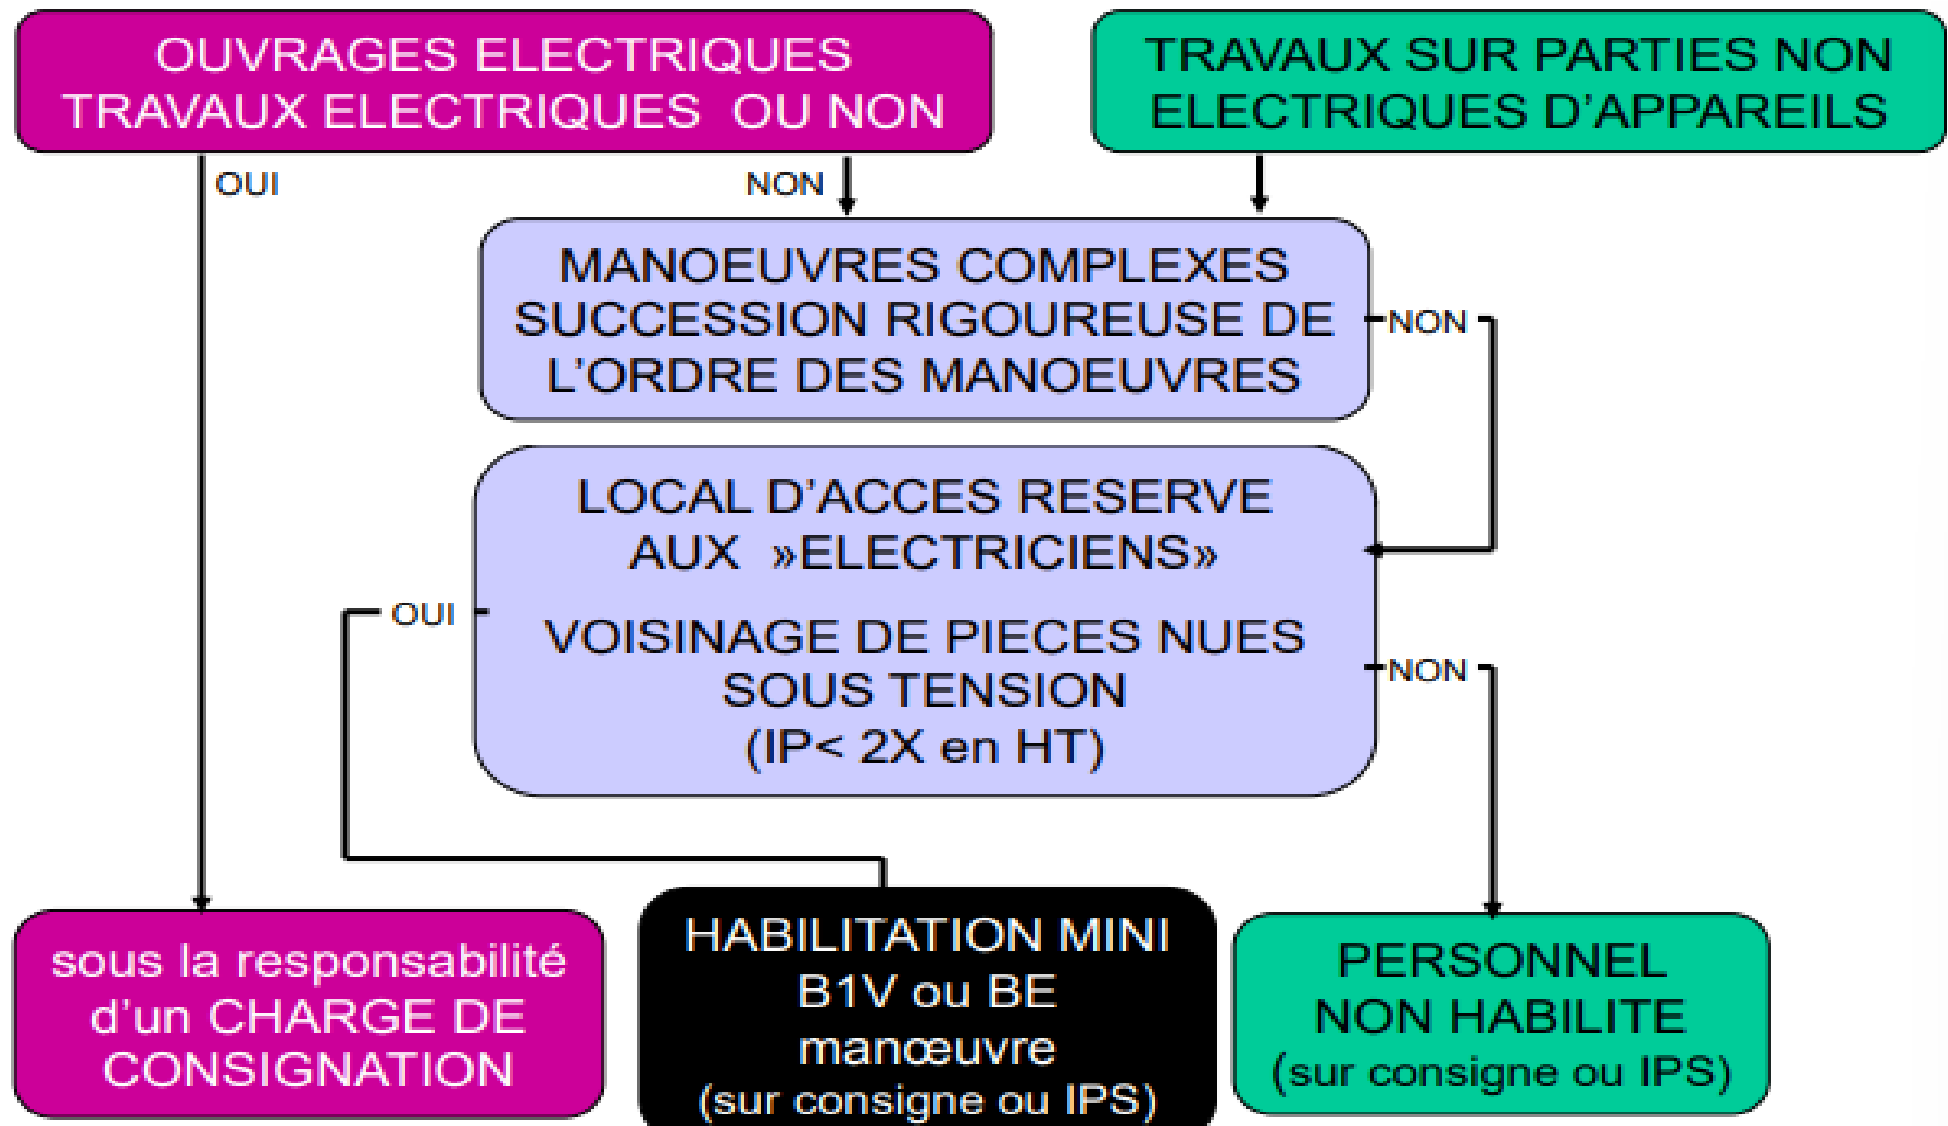 OUVRAGES ELECTRIQUES
TRAVAUX ELECTRIQUES OU NON
TRAVAUX SUR PARTIES NON
ELECTRIQUES D'APPAREILS
OUI
NON
MANOEUVRES COMPLEXES
SUCCESSION RIGOUREUSE DE
L'ORDRE DES MANOEUVRES
NON
LOCAL D'ACCES RESERVE
AUX »ELECTRICIENS»
OUI
VOISINAGE DE PIECES NUES
SOUS TENSION
(IP< 2X en HT)
NON
sous la responsabilité
d'un CHARGE DE
CONSIGNATION
HABILITATION MINI
B1V ou BE
manœuvre
(sur consigne ou IPS)
PERSONNEL
NON HABILITE
(sur consigne ou IPS)